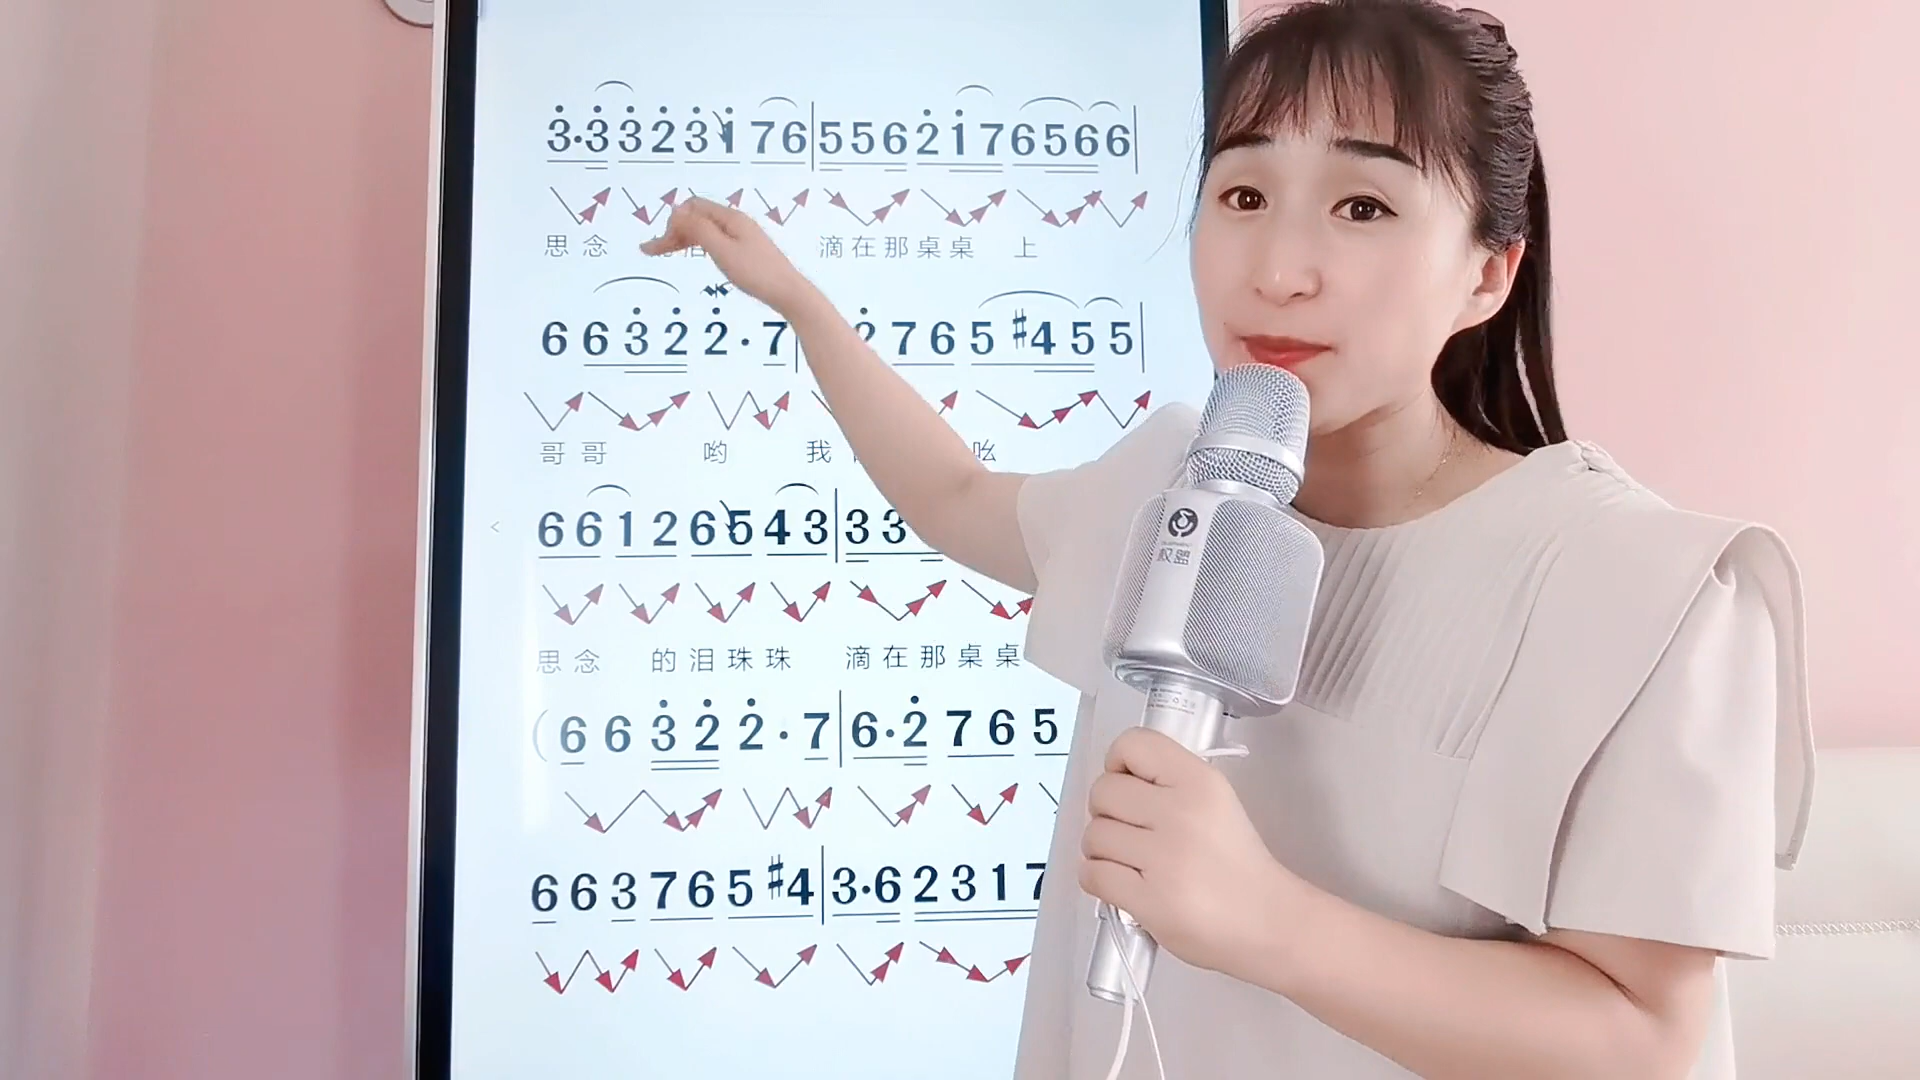 3·3 3 2 3 1 7 6 | 5 5 6 2 1 7 6 5 6 6 |
思念 滴在那桌桌 上
6 6 3 2 2 · 7 | 2 7 6 5 #4 5 5 |
哥哥 哟 我 吆
6 6 1 2 6 5 4 3 | 3 3
思念 的泪珠珠 滴在那桌桌
( 6 6 3 2 2 · 7 | 6·2 7 6 5
6 6 3 7 6 5 #4 | 3·6 2 3 1 7